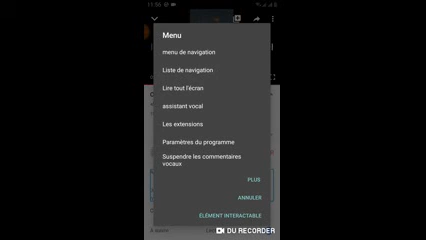 11:56
Menu
menu de navigation
Liste de navigation
Lire tout l'écran
assistant vocal
Les extensions
Paramètres du programme
Suspendre les commentaires
vocaux
PLUS
ANNULER
ÉLÉMENT INTERACTABLE
DU RECORDER